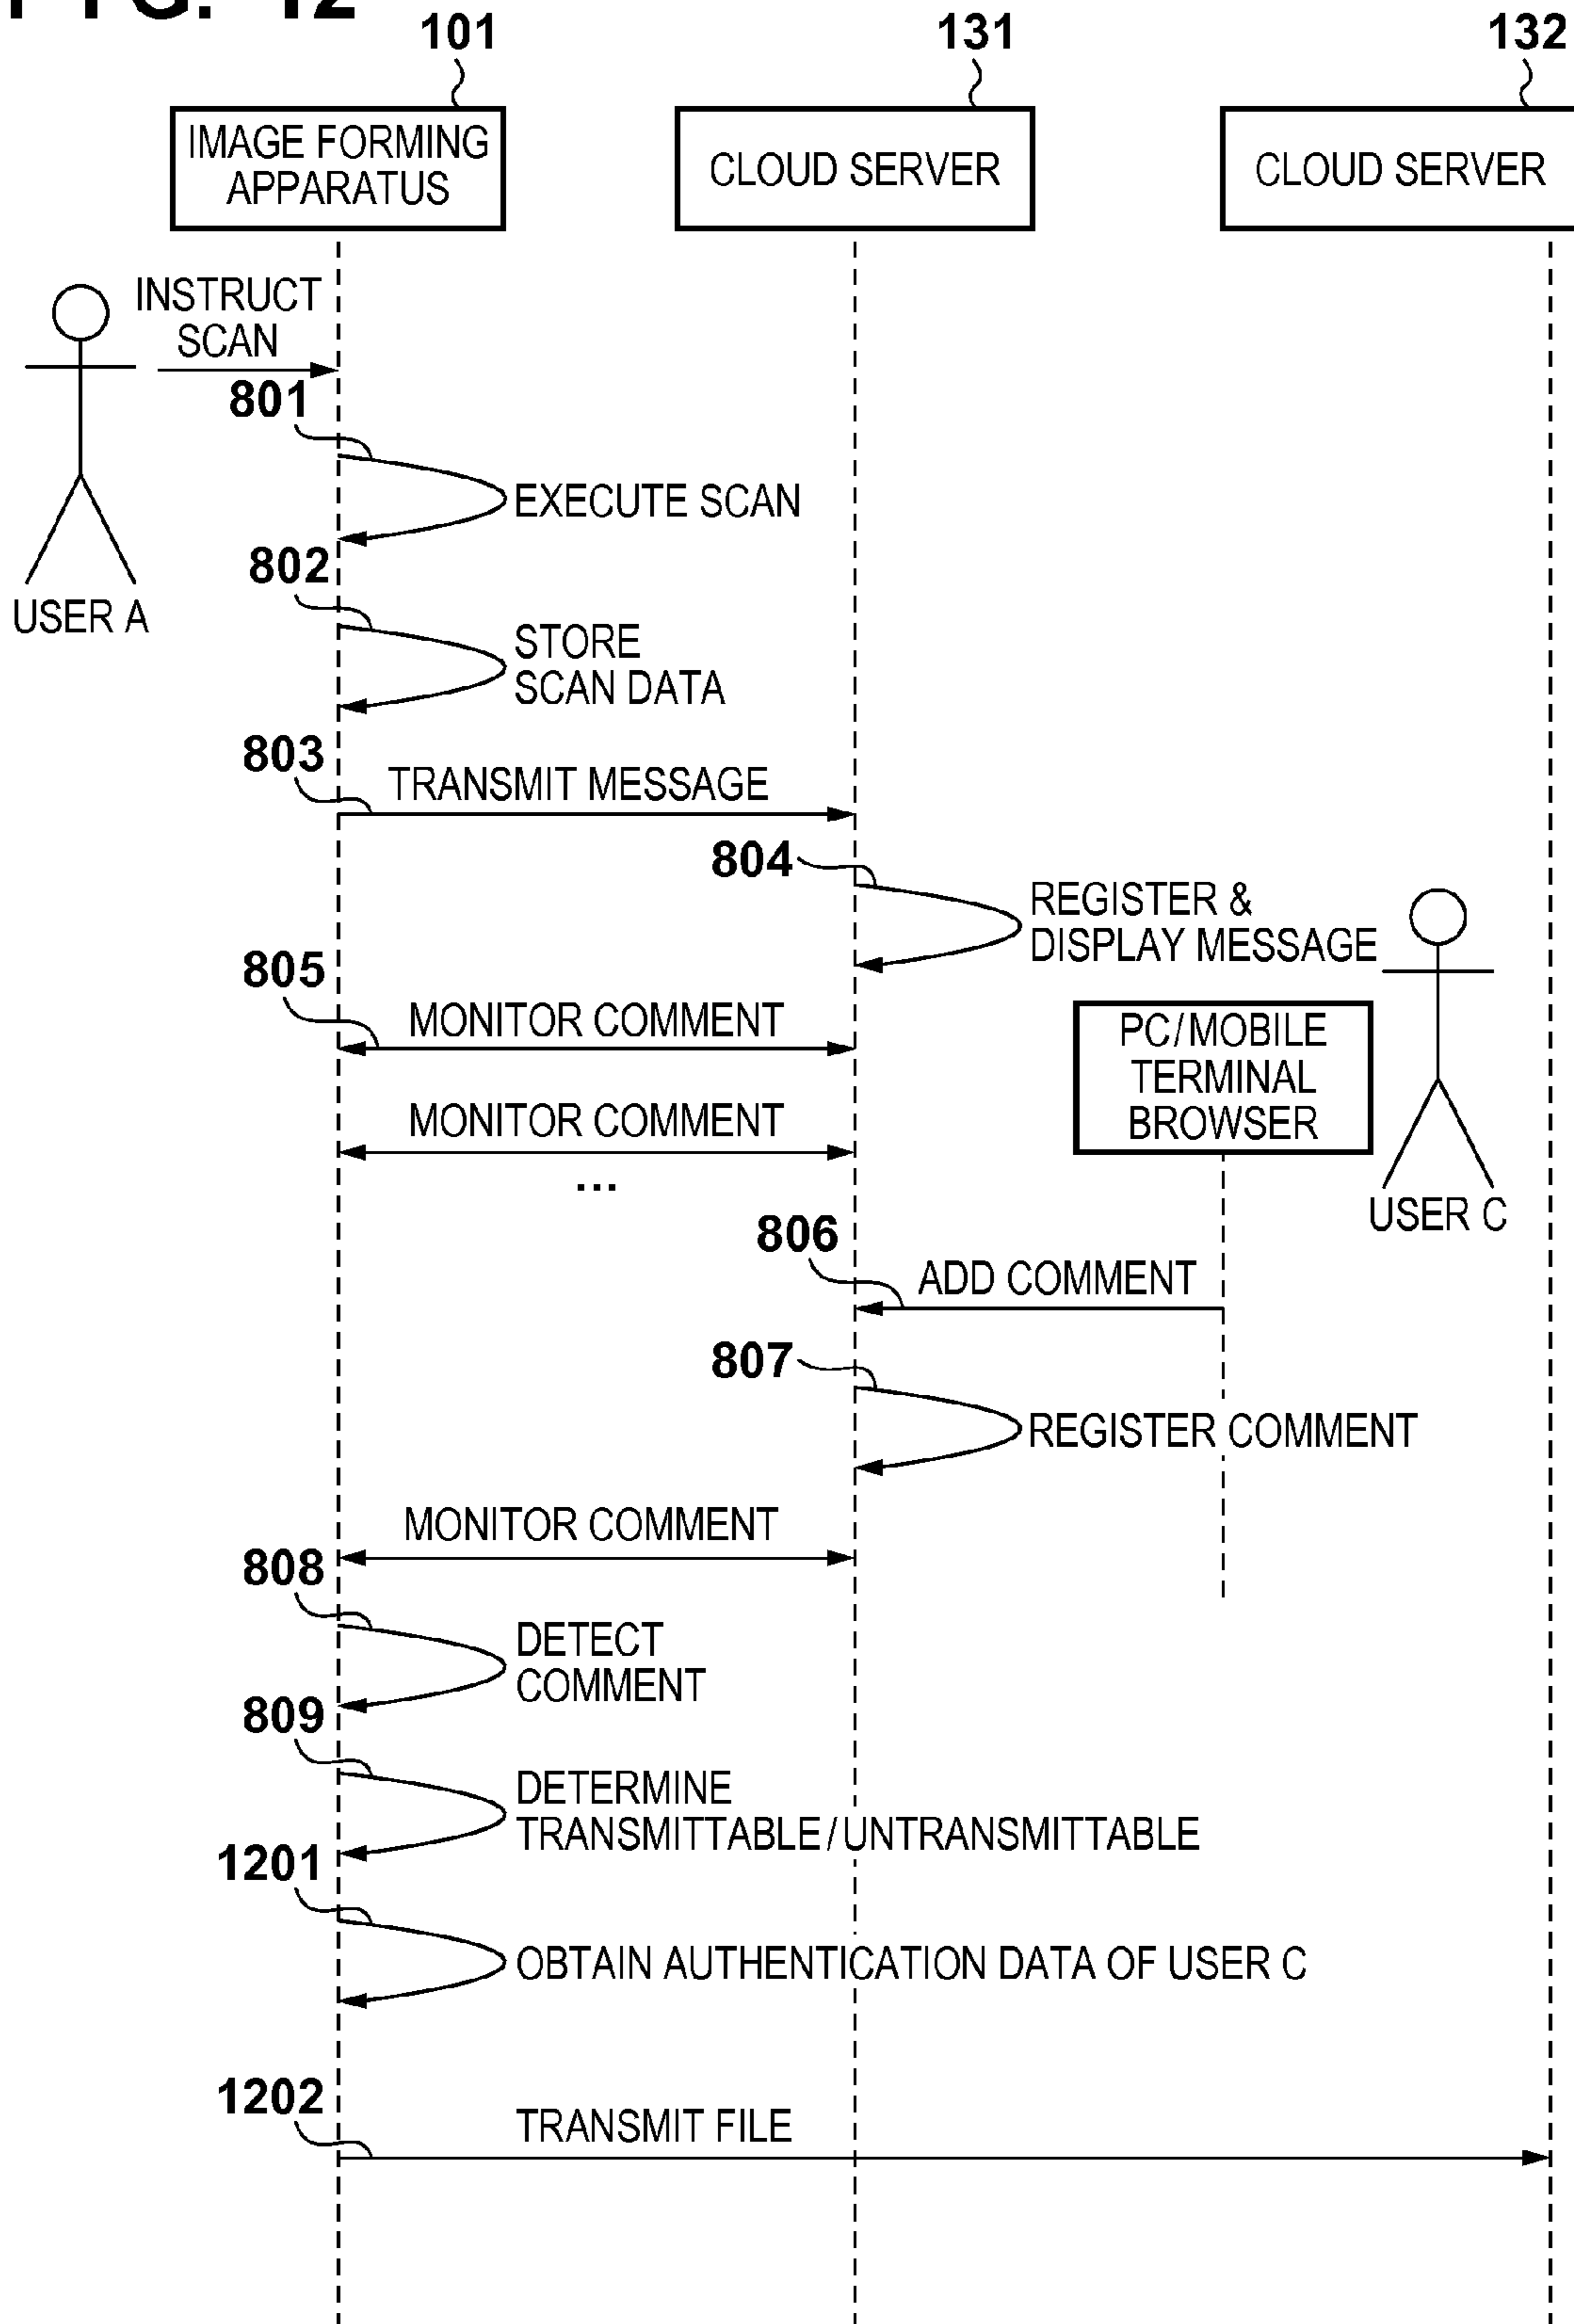 FIG. 12
101
131
132
IMAGE FORMING
APPARATUS
CLOUD SERVER
CLOUD SERVER
INSTRUCT
SCAN
801
EXECUTE SCAN
802
USER A
STORE
SCAN DATA
803
TRANSMIT MESSAGE
804
REGISTER &
DISPLAY MESSAGE
805
MONITOR COMMENT
PC/MOBILE
TERMINAL
BROWSER
MONITOR COMMENT
...
USER C
806
ADD COMMENT
807
REGISTER COMMENT
MONITOR COMMENT
808
DETECT
COMMENT
809
DETERMINE
TRANSMITTABLE/UNTRANSMITTABLE
1201
OBTAIN AUTHENTICATION DATA OF USER C
1202
TRANSMIT FILE